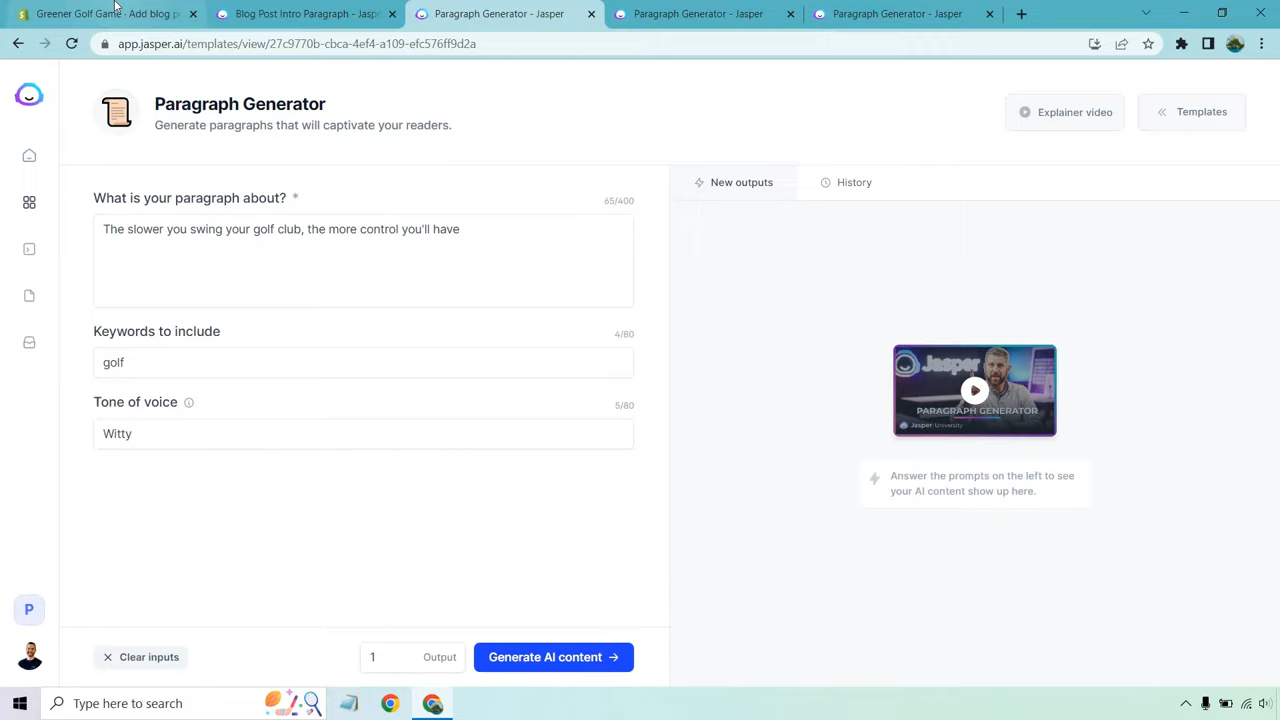 Greener Golf Game · Add blog p
Blog Post Intro Paragraph - Jasp
Paragraph Generator - Jasper
Paragraph Generator - Jasper
Paragraph Generator - Jasper
app.jasper.ai/templates/view/27c9770b-cbca-4ef4-a109-efc576ff9d2a
Paragraph Generator
Generate paragraphs that will captivate your readers.
Explainer video
Templates
What is your paragraph about? *
65/400
The slower you swing your golf club, the more control you'll have
Keywords to include
4/80
golf
Tone of voice
5/80
Witty
New outputs
History
Jasper
PARAGRAPH GENERATOR
Jasper University
Answer the prompts on the left to see
your AI content show up here.
P
Clear inputs
1
Output
Generate AI content
Type here to search